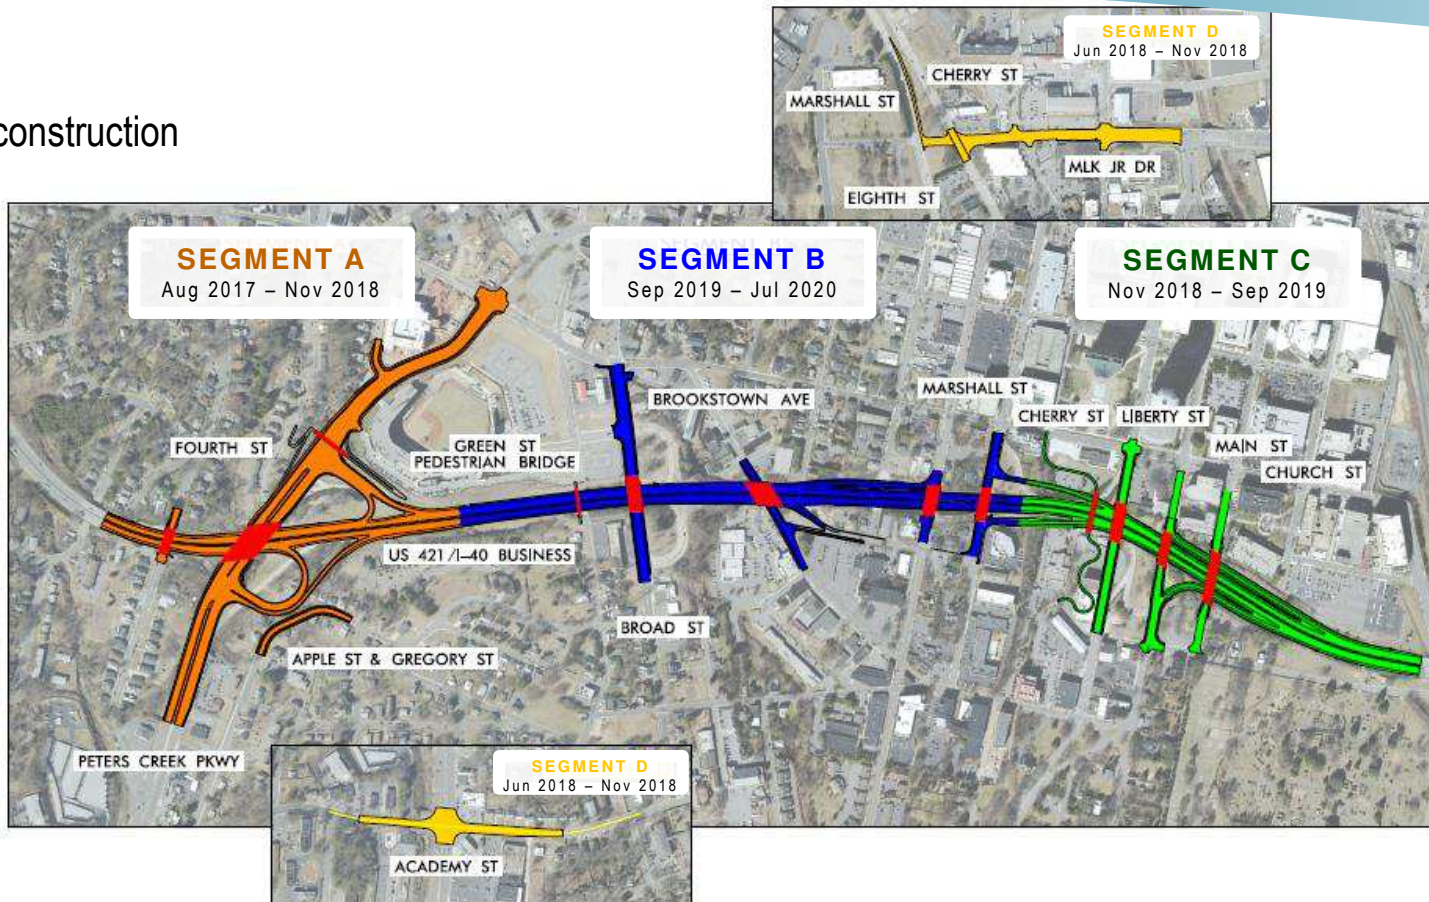 SEGMENT D
Jun 2018 – Nov 2018
CHERRY ST
MARSHALL ST
MLK JR DR
EIGHTH ST
construction
SEGMENT A
Aug 2017 – Nov 2018
SEGMENT B
Sep 2019 – Jul 2020
SEGMENT C
Nov 2018 – Sep 2019
MARSHALL ST
BROOKSTOWN AVE
CHERRY ST
LIBERTY ST
FOURTH ST
GREEN ST
PEDESTRIAN BRIDGE
MAIN ST
CHURCH ST
US 421/I-40 BUSINESS
BROAD ST
APPLE ST & GREGORY ST
PETERS CREEK PKWY
SEGMENT D
Jun 2018 – Nov 2018
ACADEMY ST